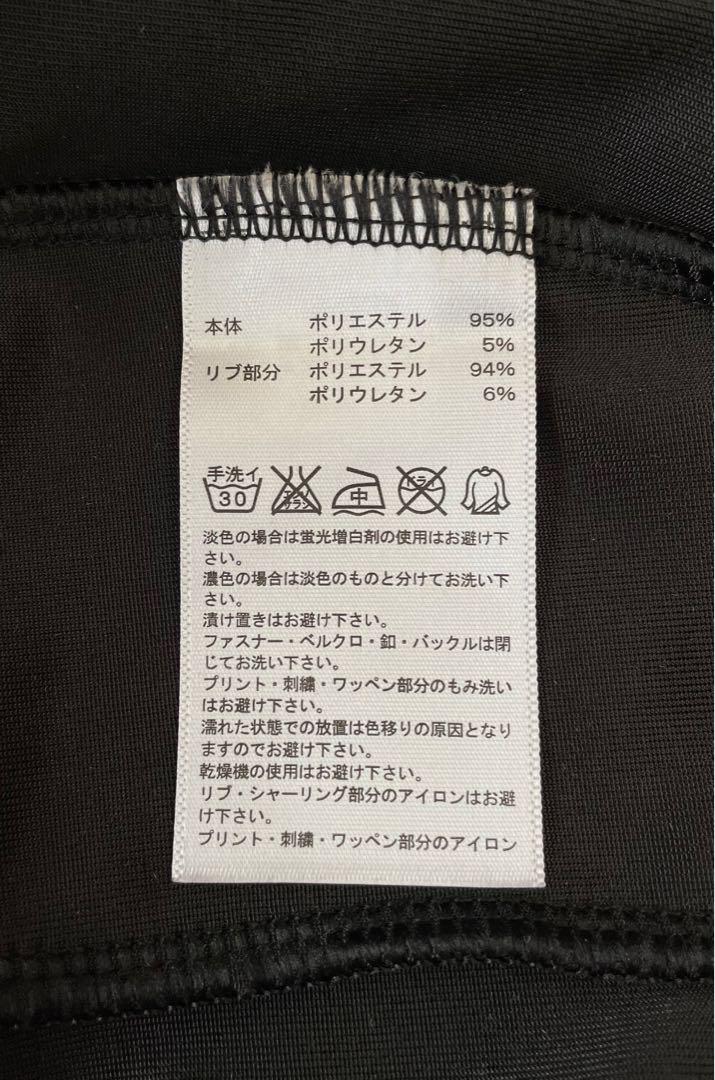 本体 ポリエステル 95%
ポリウレタン 5%
リブ部分 ポリエステル 94%
ポリウレタン 6%
手洗イ
30 エンソサラシ 中 ドライ
淡色の場合は蛍光増白剤の使用はお避け下
さい。
濃色の場合は淡色のものと分けてお洗い下
さい。
漬け置きはお避け下さい。
ファスナー・ベルクロ・釦・バックルは閉
じてお洗い下さい。
プリント・刺繍・ワッペン部分のもみ洗い
はお避け下さい。
濡れた状態での放置は色移りの原因となり
ますのでお避け下さい。
乾燥機の使用はお避け下さい。
リブ・シャーリング部分のアイロンはお避
け下さい。
プリント・刺繍・ワッペン部分のアイロン